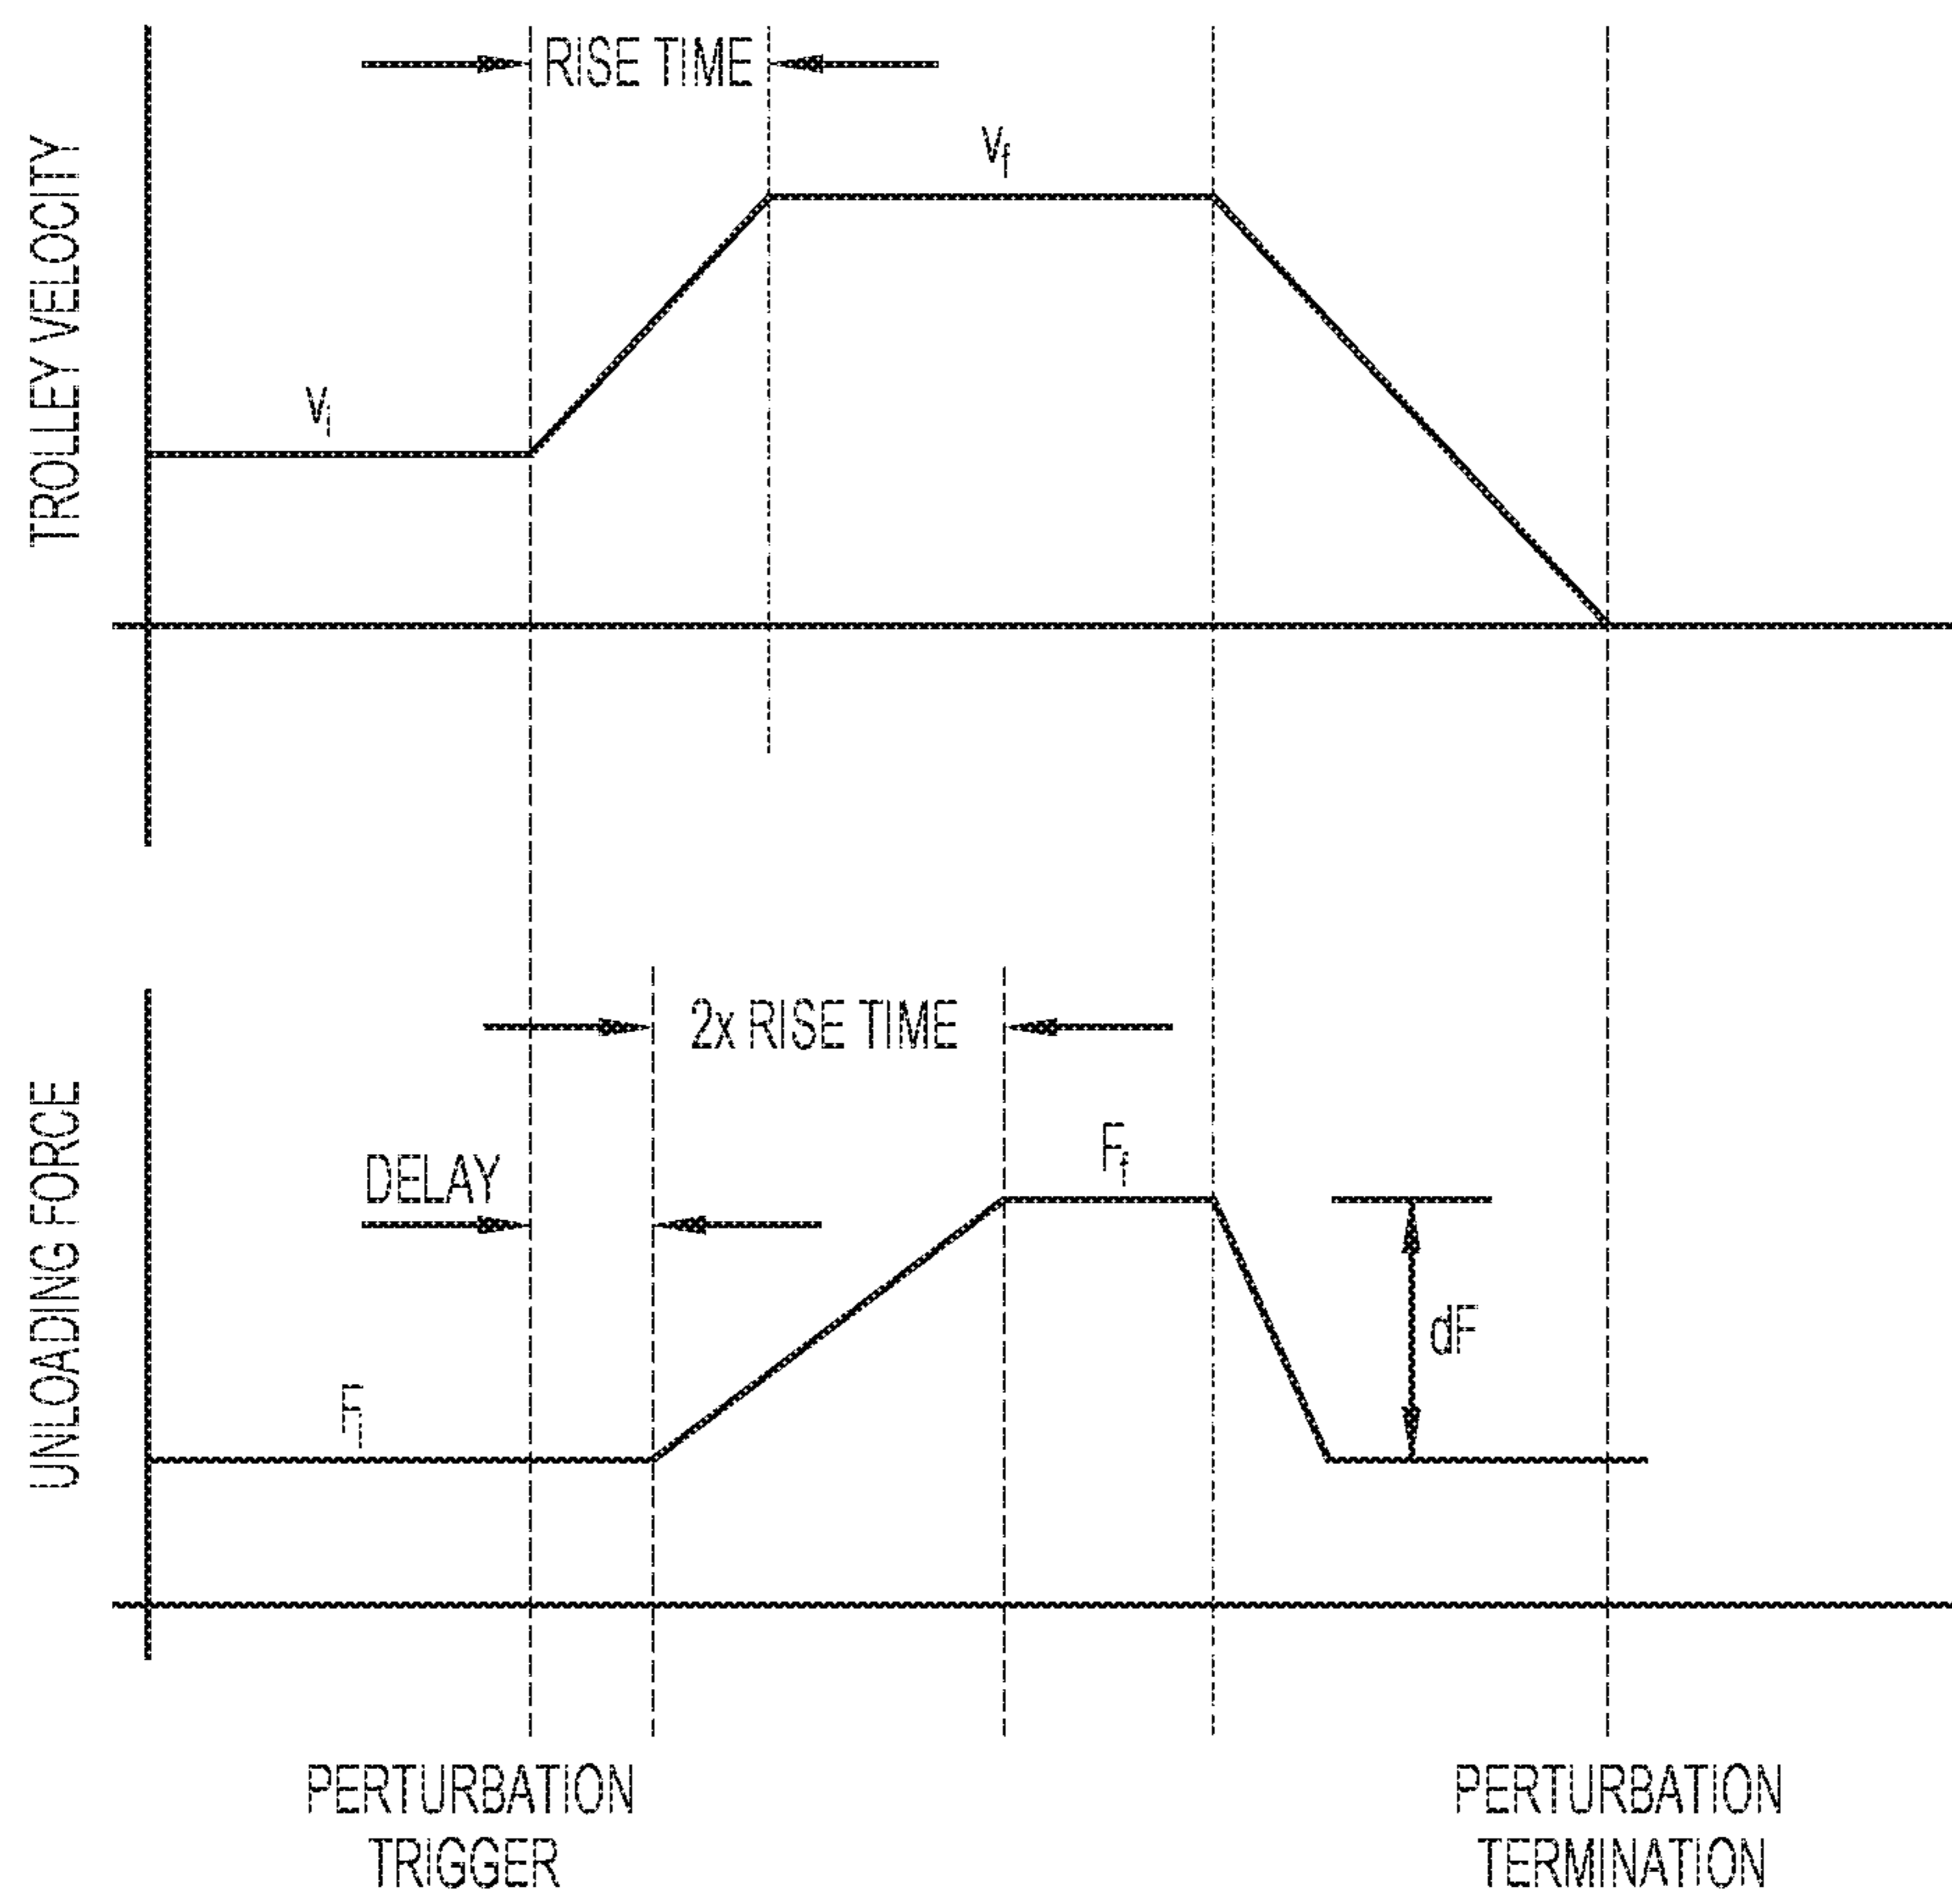 RISE TIME
Vf
TROLLEY VELOCITY
Vi
2x RISE TIME
Ff
DELAY
dF
UNLOADING FORCE
Fi
PERTURBATION
TRIGGER
PERTURBATION
TERMINATION